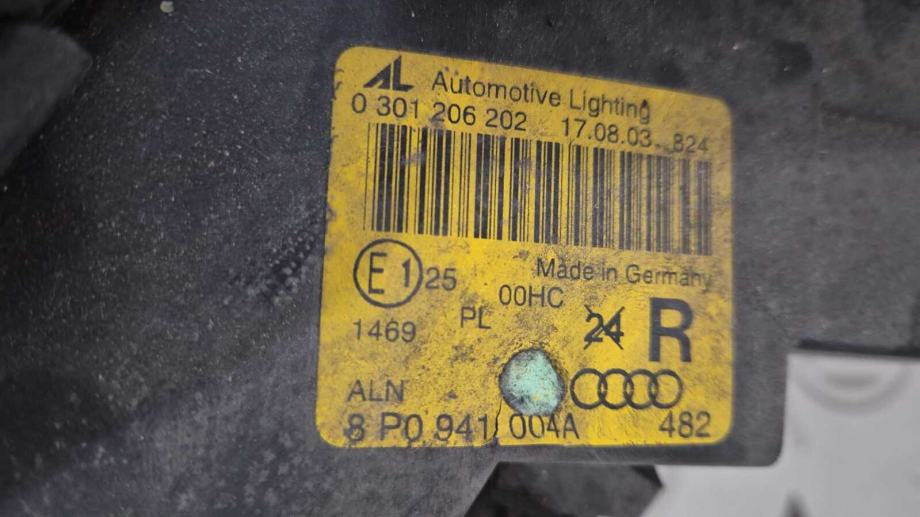 AL Automotive Lighting
0 301 206 202 17.08.03 824
E1 25 Made in Germany
00HC
1469 PL 24 R
ALN
8 P0 941 004A 482